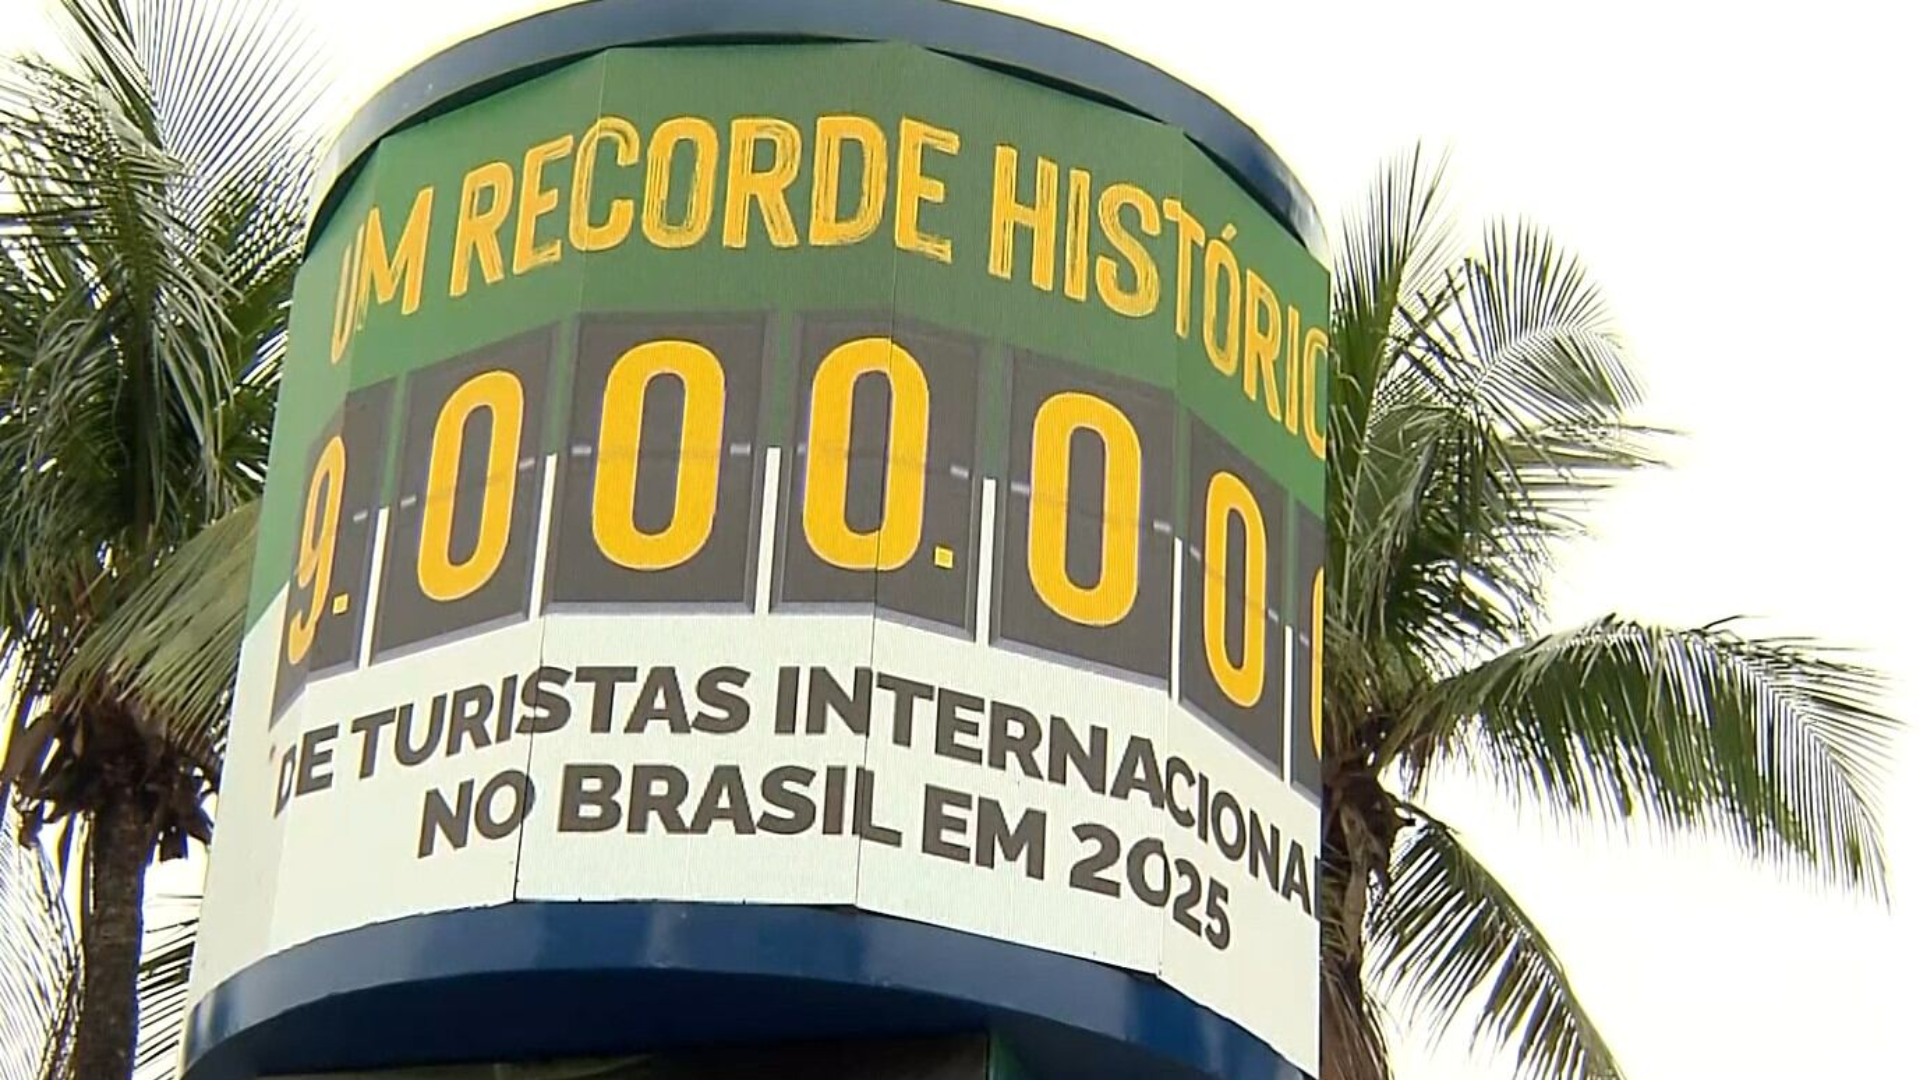 UM RECORDE HISTÓRIC
9.000.00
DE TURISTAS INTERNACIONA
NO BRASIL EM 2025